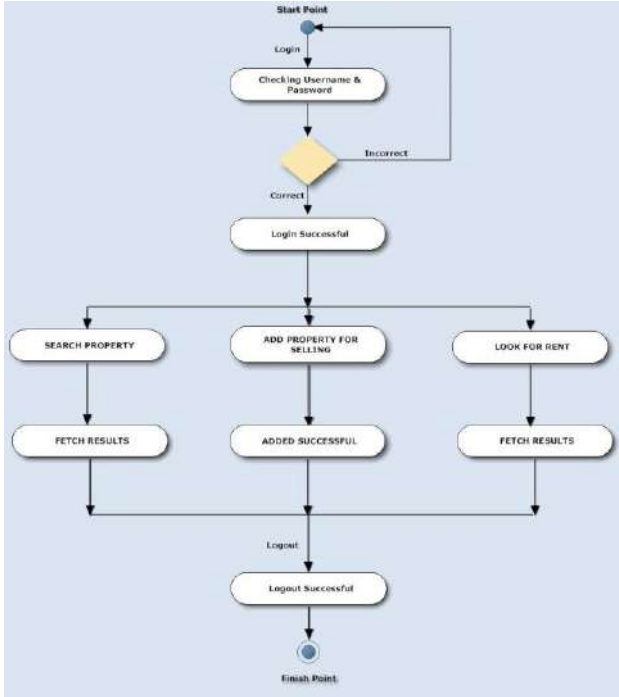 Start Point
Login
Checking Username &
Password
Incorrect
Correct
Login Successful
SEARCH PROPERTY
ADD PROPERTY FOR
SELLING
LOOK FOR RENT
FETCH RESULTS
ADDED SUCCESSFUL
FETCH RESULTS
Logout
Logout Successful
Finish Point